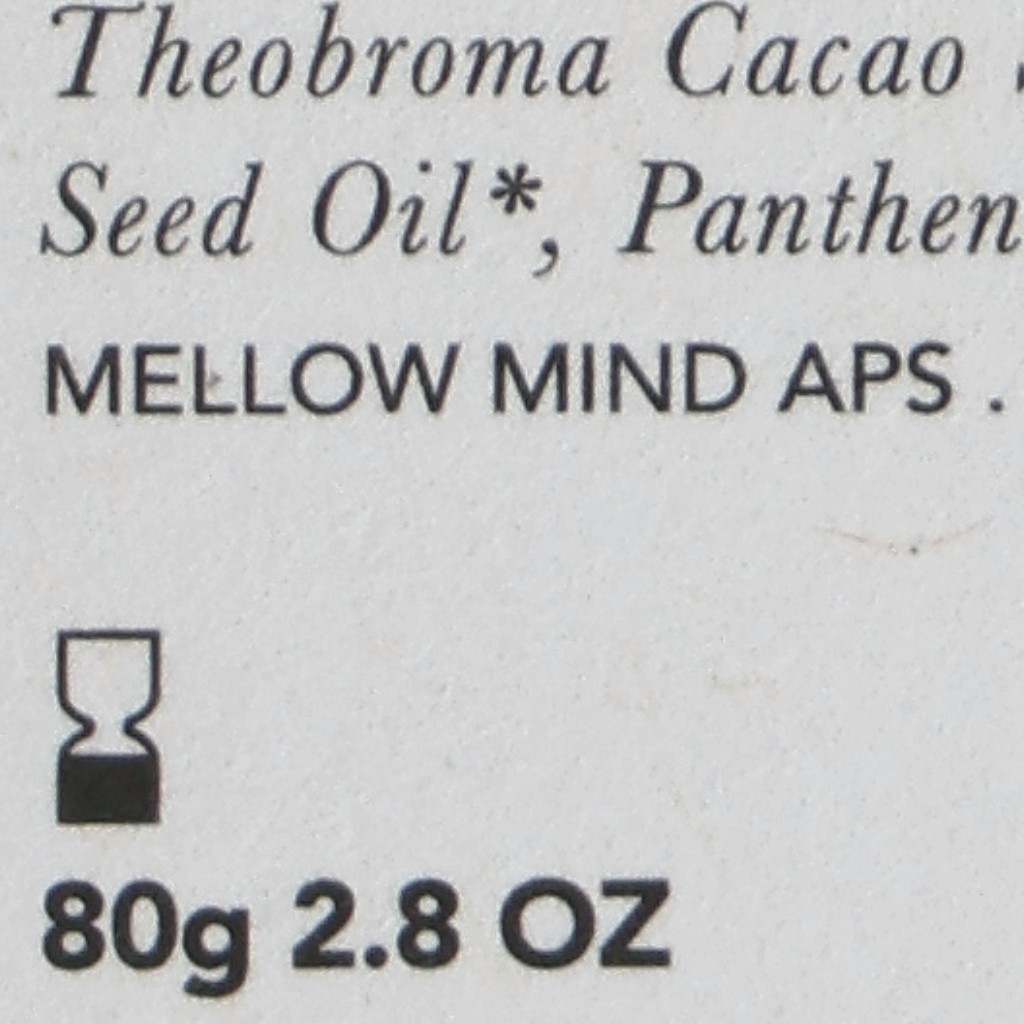 Theobroma Cacao
Seed Oil*, Panthen
MELLOW MIND APS .
80g 2.8 OZ